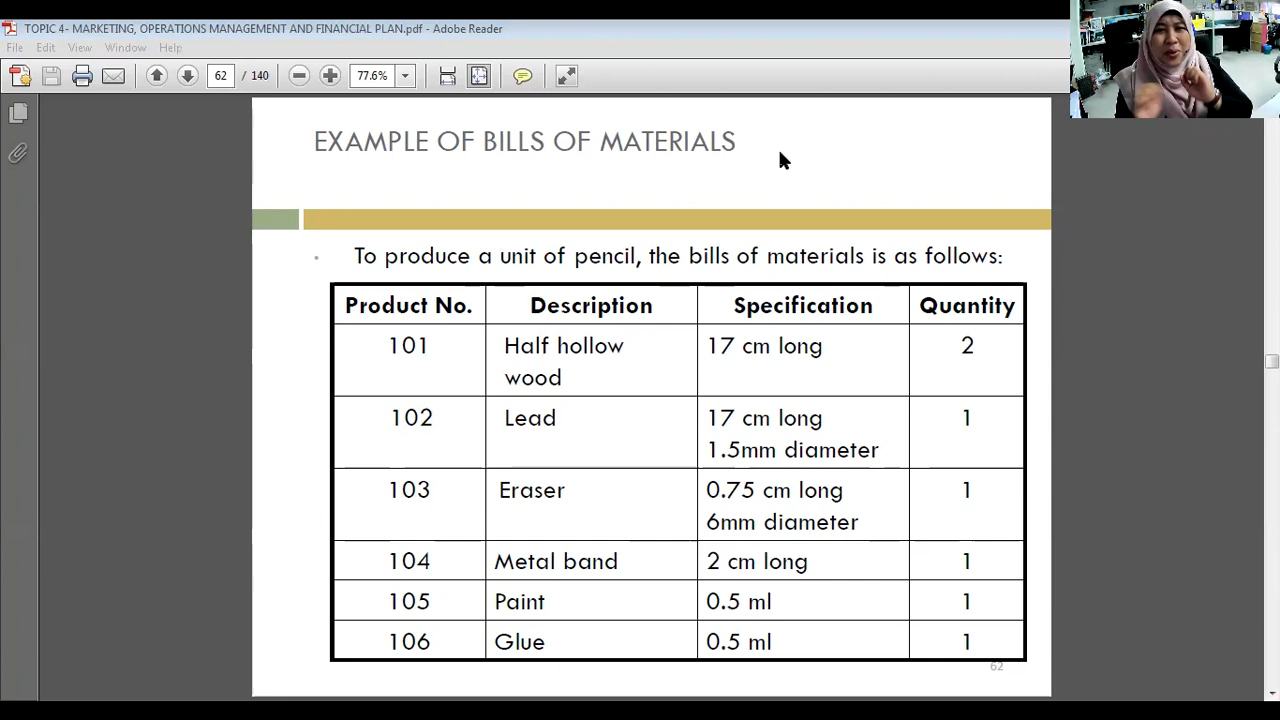 TOPIC 4- MARKETING, OPERATIONS MANAGEMENT AND FINANCIAL PLAN.pdf - Adobe Reader
File Edit View Window Help
62 / 140 77.6%
EXAMPLE OF BILLS OF MATERIALS
• To produce a unit of pencil, the bills of materials is as follows:
Product No. Description Specification Quantity
101 Half hollow 17 cm long 2
wood
102 Lead 17 cm long 1
1.5mm diameter
103 Eraser 0.75 cm long 1
6mm diameter
104 Metal band 2 cm long 1
105 Paint 0.5 ml 1
106 Glue 0.5 ml 1
62